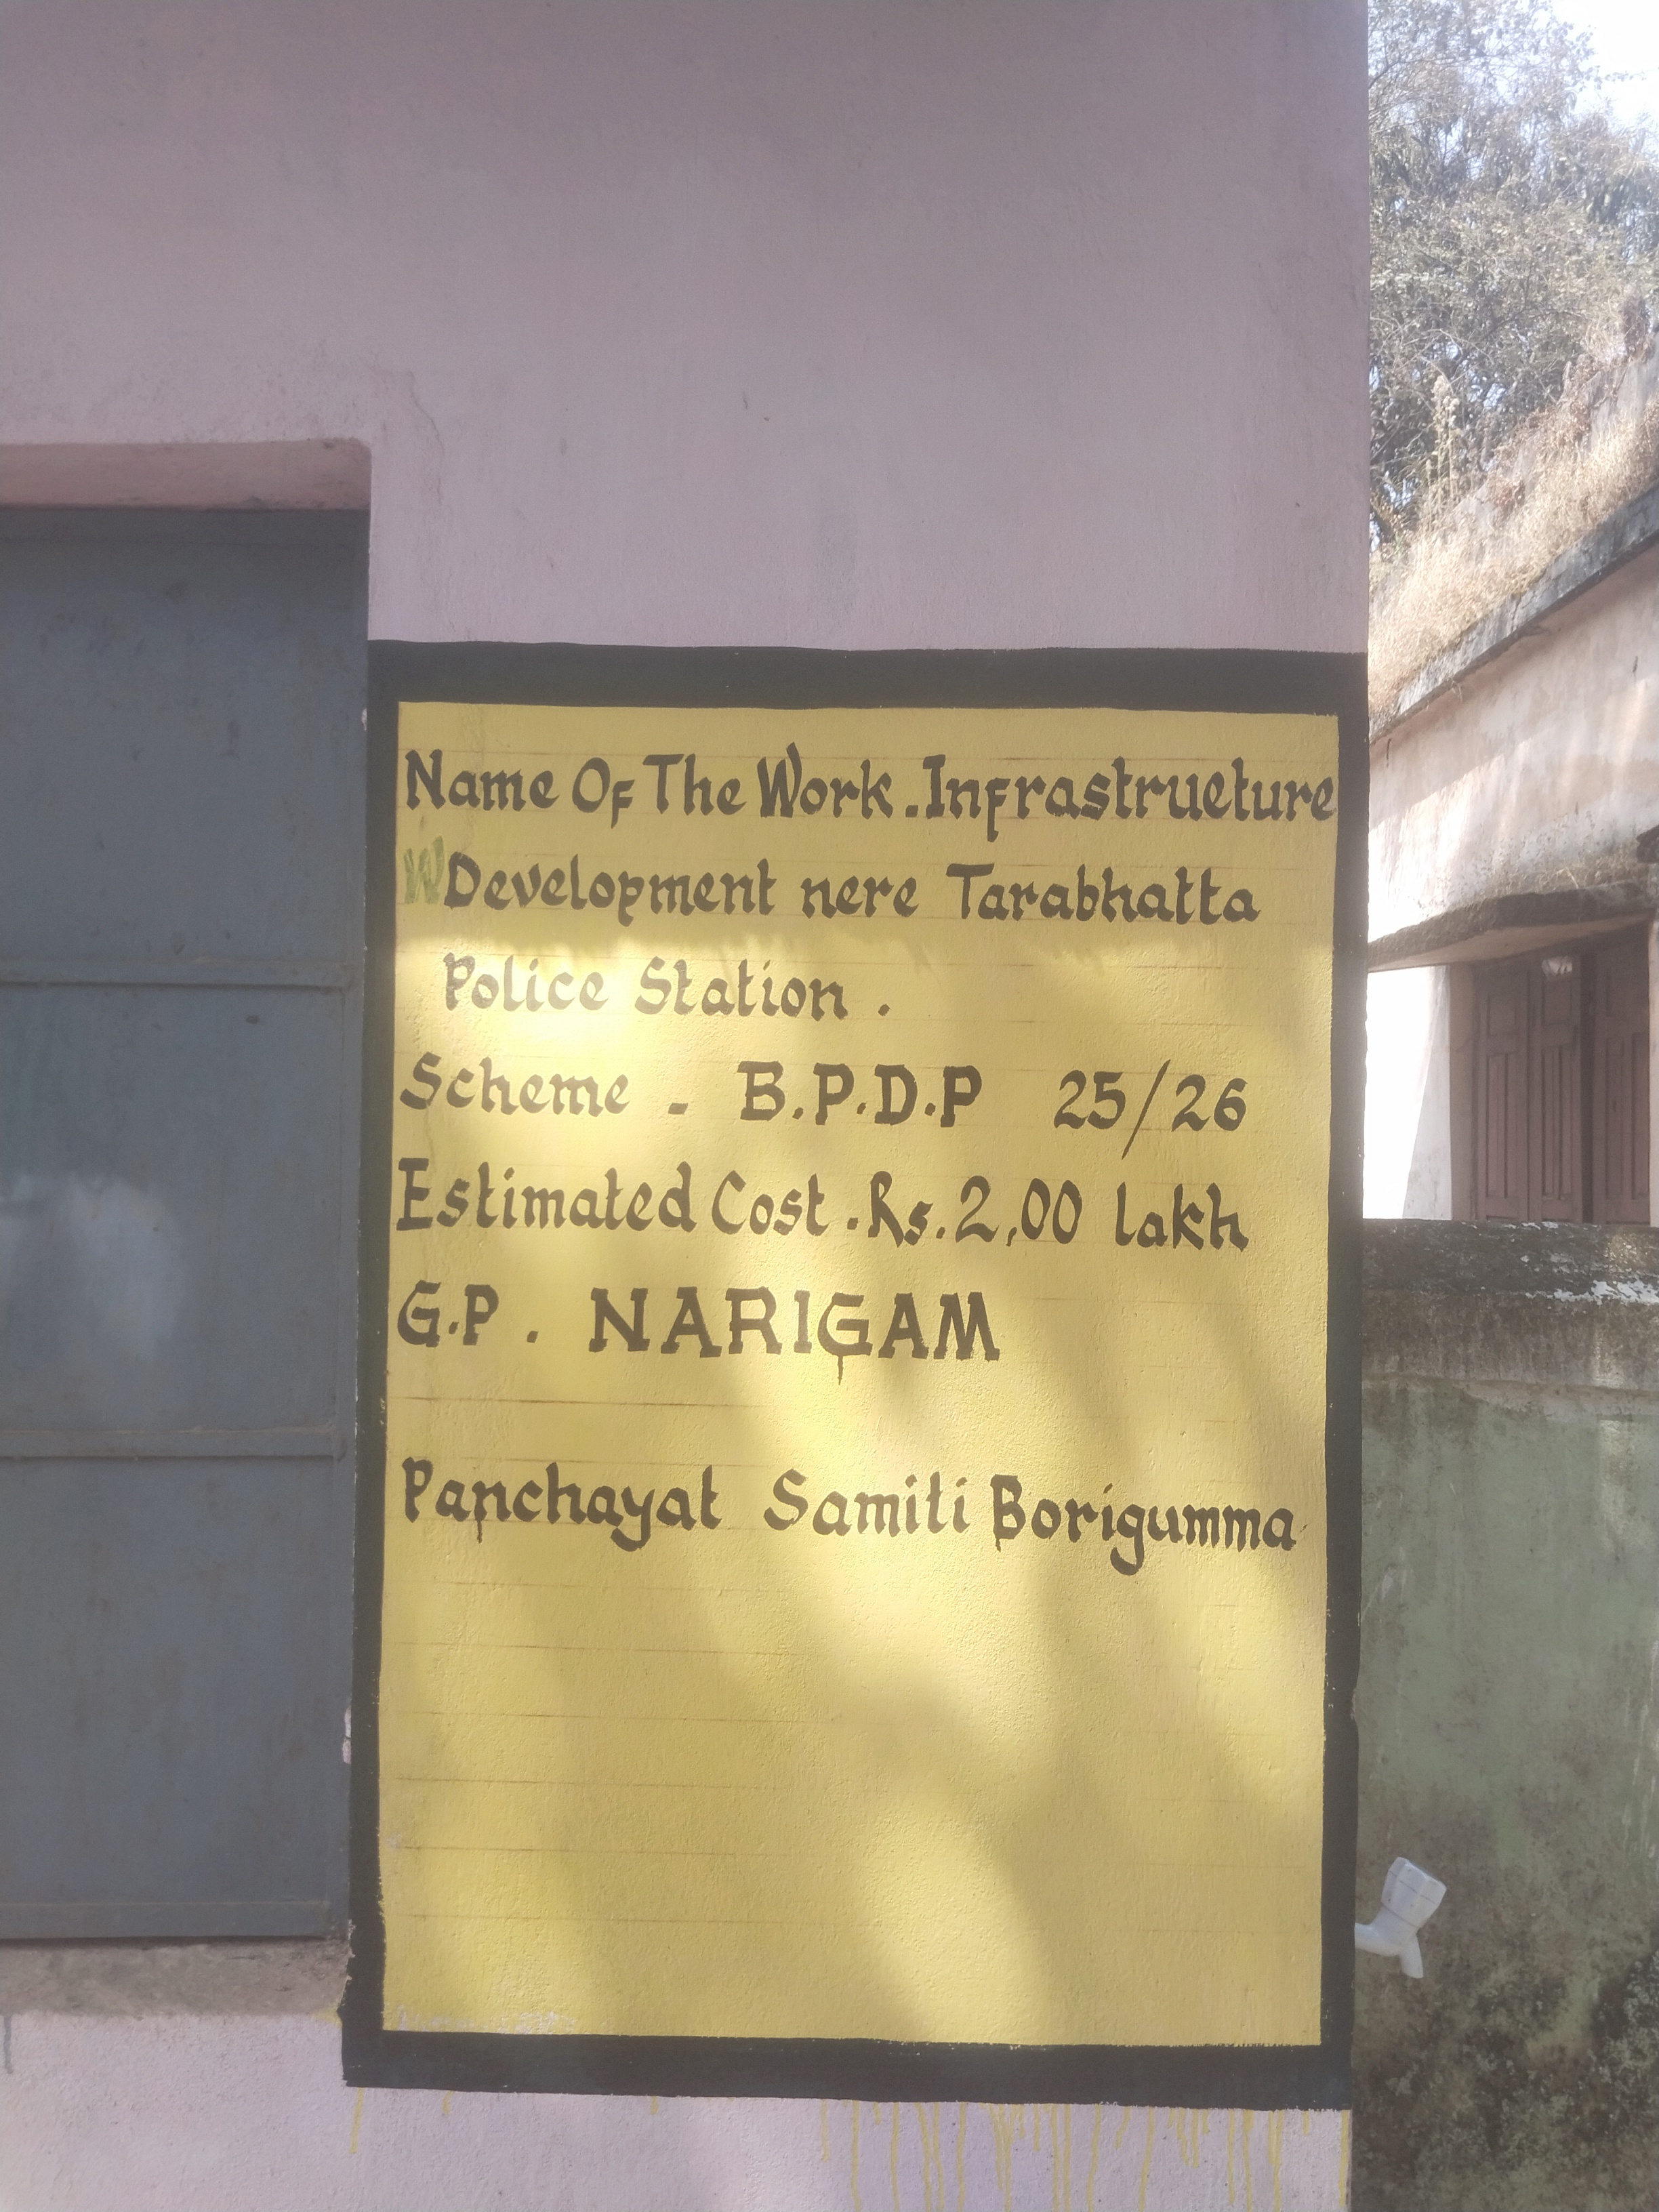 Name Of The Work. Infrastructure
W Development nere Tarabhatta
Police Station.
Scheme - B.P.D.P 25/26
Estimated Cost. Rs. 2,00 lakh
G.P. NARIGAM
Panchayat Samiti Borigumma